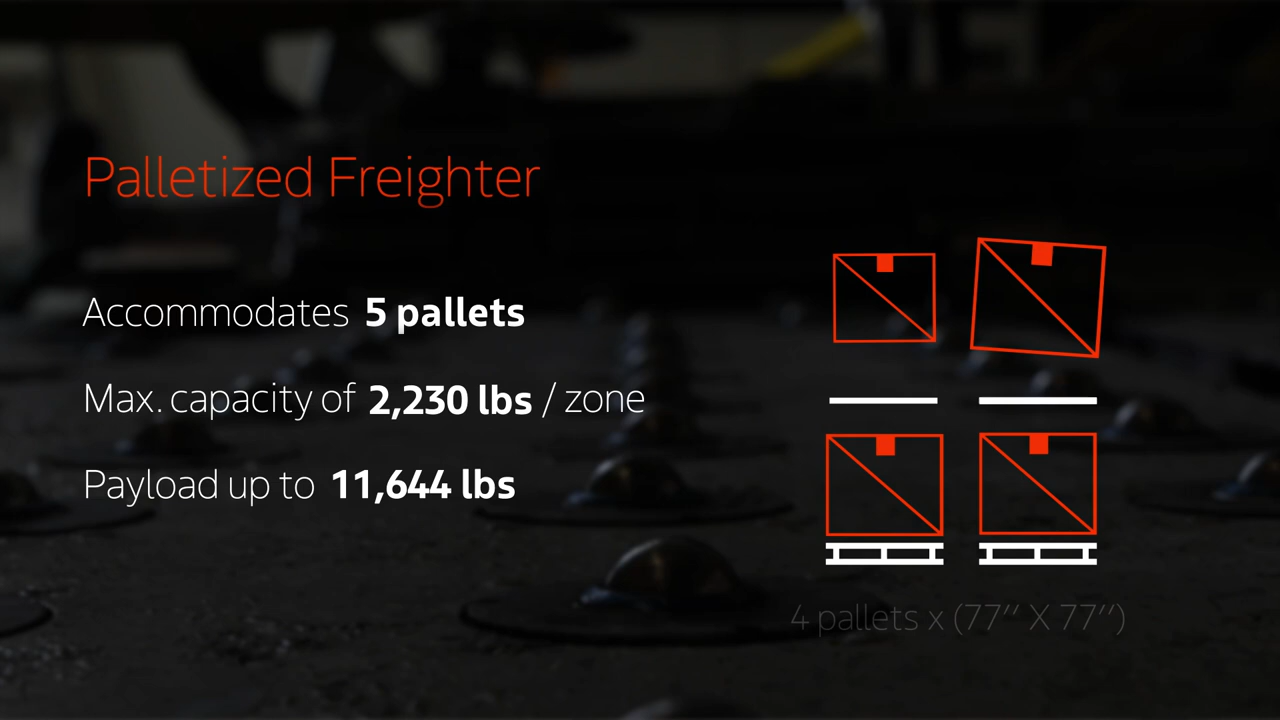 Palletized Freighter
Accommodates 5 pallets
Max. capacity of 2,230 lbs / zone
Payload up to 11,644 lbs
4 pallets x (77’’ X 77’’)